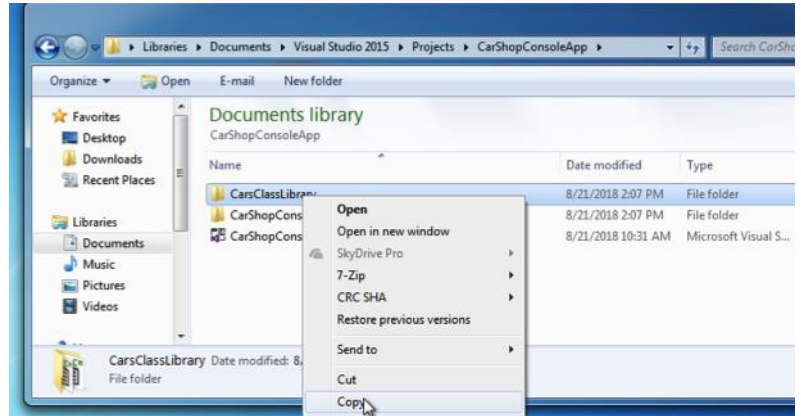 Libraries ▸ Documents ▸ Visual Studio 2015 ▸ Projects ▸ CarShopConsoleApp ▸ Search CarSho
Organize Open E-mail New folder
Favorites
Desktop
Downloads
Recent Places
Libraries
Documents
Music
Pictures
Videos
Documents library
CarShopConsoleApp
Name Date modified Type
CarsClassLibrary 8/21/2018 2:07 PM File folder
CarShopCons 8/21/2018 2:07 PM File folder
CarShopCons 8/21/2018 10:31 AM Microsoft Visual S...
Open
Open in new window
SkyDrive Pro
7-Zip
CRC SHA
Restore previous versions
Send to
Cut
Copy
CarsClassLibrary Date modified: 8/
File folder